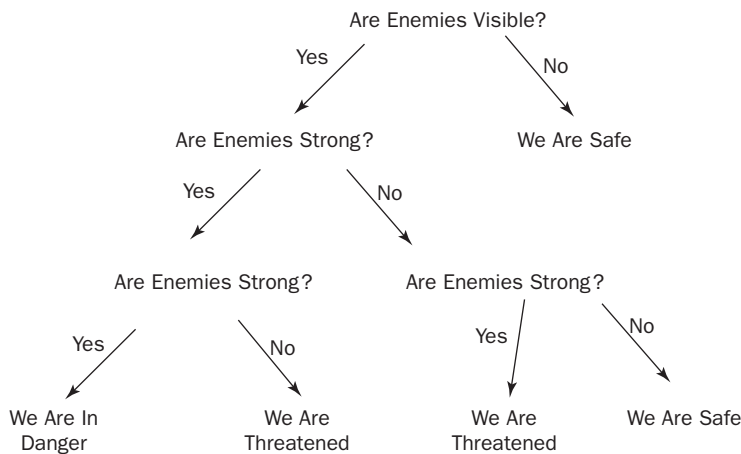 Are Enemies Visible?
Yes
No
Are Enemies Strong?
We Are Safe
Yes
No
Are Enemies Strong?
Are Enemies Strong?
Yes
No
Yes
No
We Are In
Danger
We Are
Threatened
We Are
Threatened
We Are Safe